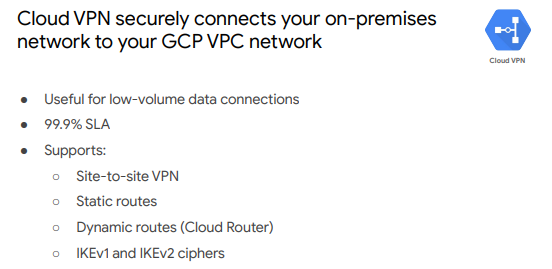 Cloud VPN securely connects your on-premises
network to your GCP VPC network
Cloud VPN
● Useful for low-volume data connections
● 99.9% SLA
● Supports:
○ Site-to-site VPN
○ Static routes
○ Dynamic routes (Cloud Router)
○ IKEv1 and IKEv2 ciphers